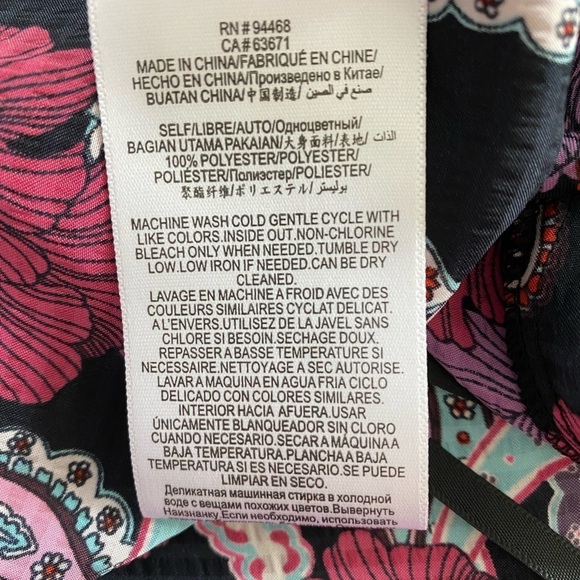 RN # 94468
CA # 63671
MADE IN CHINA/FABRIQUÉ EN CHINE/
HECHO EN CHINA/Произведено в Китае/
BUATAN CHINA/中国制造/ صنع في الصين
SELF/LIBRE/AUTO/Одноцветный/
BAGIAN UTAMA PAKAIAN/大身面料/表地/ الذات
100% POLYESTER/POLYESTER/
POLIÉSTER/Полиэстер/POLIESTER/
聚酯纤维/ポリエステル/ بوليستر
MACHINE WASH COLD GENTLE CYCLE WITH
LIKE COLORS.INSIDE OUT.NON-CHLORINE
BLEACH ONLY WHEN NEEDED.TUMBLE DRY
LOW.LOW IRON IF NEEDED.CAN BE DRY
CLEANED.
LAVAGE EN MACHINE A FROID AVEC DES
COULEURS SIMILAIRES CYCLAT DELICAT.
A L'ENVERS.UTILISEZ DE LA JAVEL SANS
CHLORE SI BESOIN.SECHAGE DOUX.
REPASSER A BASSE TEMPERATURE SI
NECESSAIRE.NETTOYAGE A SEC AUTORISE.
LAVAR A MAQUINA EN AGUA FRIA CICLO
DELICADO CON COLORES SIMILARES.
INTERIOR HACIA AFUERA.USAR
ÚNICAMENTE BLANQUEADOR SIN CLORO
CUANDO NECESARIO.SECAR A MÁQUINA A
BAJA TEMPERATURA.PLANCHA A BAJA
TEMPERATURA SI ES NECESARIO.SE PUEDE
LIMPIAR EN SECO.
Деликатная машинная стирка в холодной
воде с вещами похожих цветов.Вывернуть
Наизнанку.Если необходимо, использовать